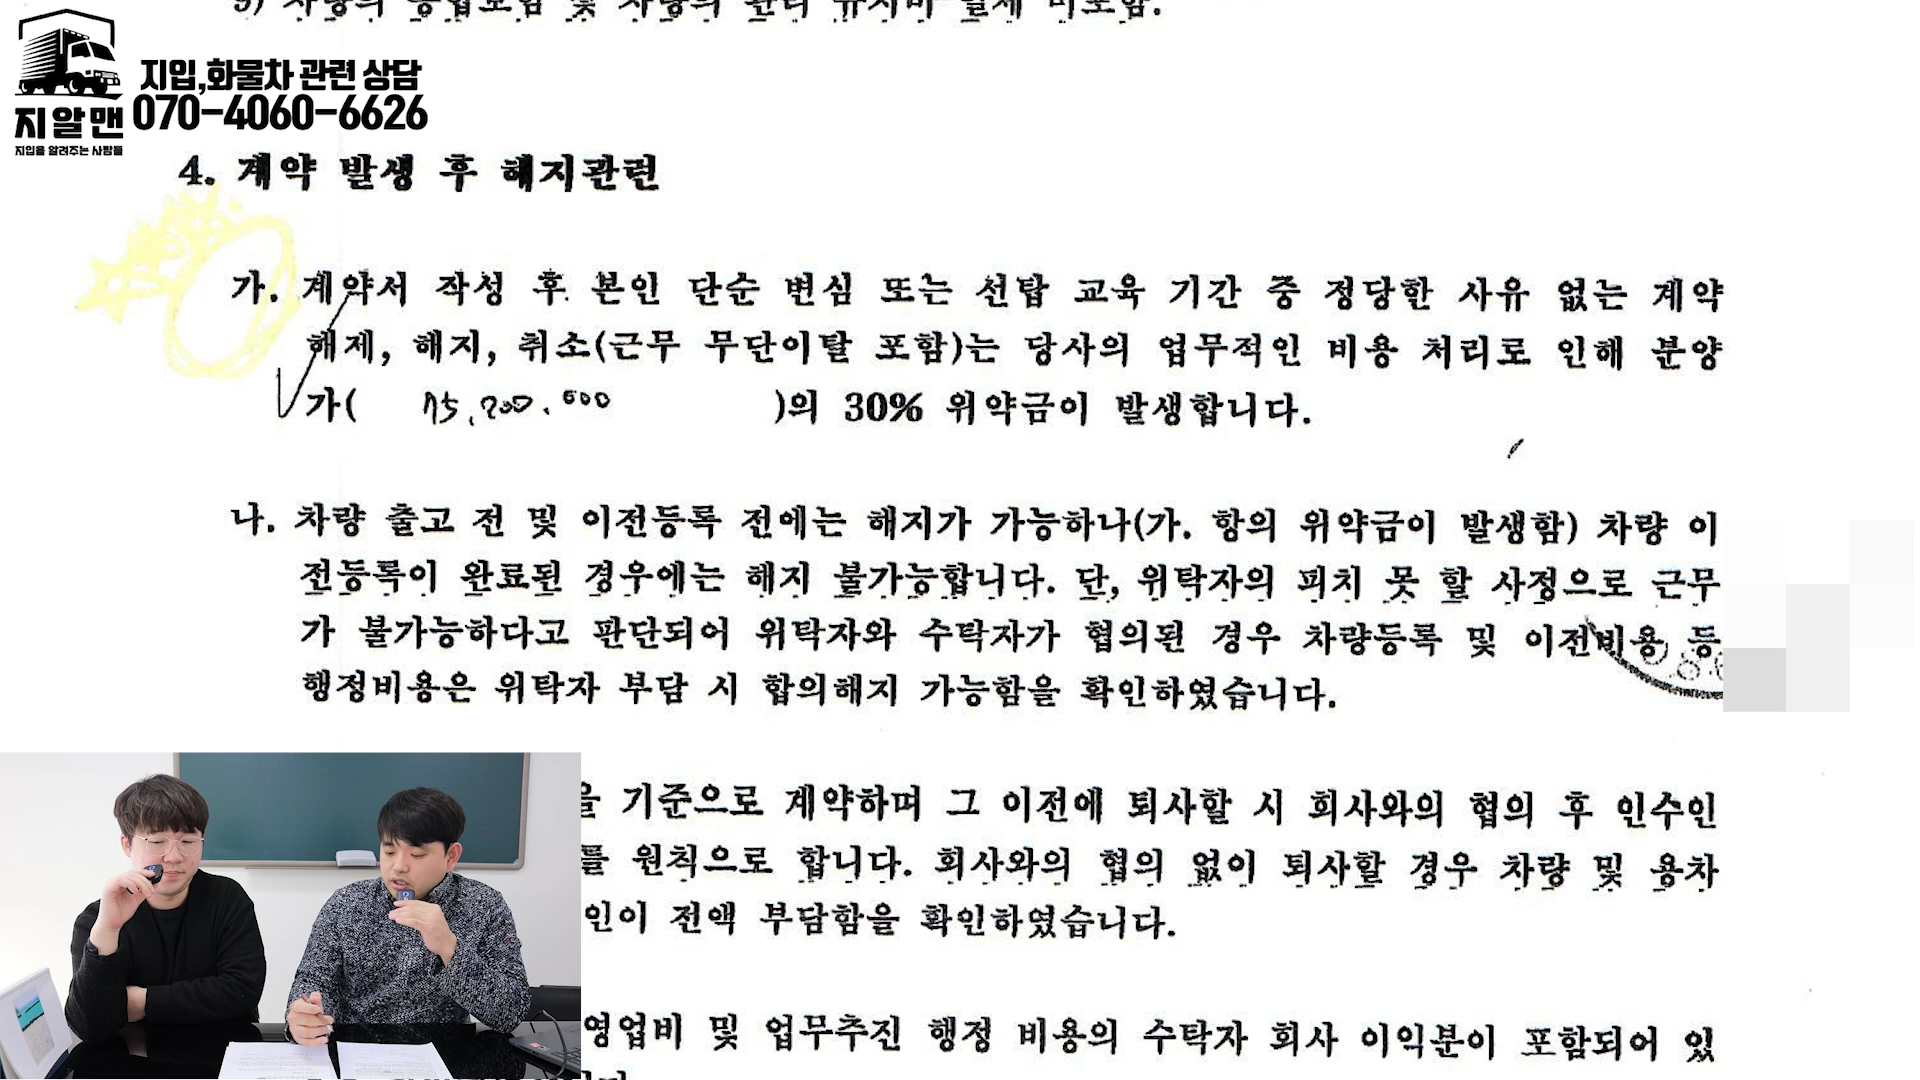 지입,화물차 관련 상담
070-4060-6626
지알맨
지입을 알려주는 사람들
4. 계약 발생 후 해지관련
가. 계약서 작성 후 본인 단순 변심 또는 선탑 교육 기간 중 정당한 사유 없는 계약
해제, 해지, 취소(근무 무단이탈 포함)는 당사의 업무적인 비용 처리로 인해 분양
가( 75,200.000 )의 30% 위약금이 발생합니다.
나. 차량 출고 전 및 이전등록 전에는 해지가 가능하나(가. 항의 위약금이 발생함) 차량 이
전등록이 완료된 경우에는 해지 불가능합니다. 단, 위탁자의 피치 못 할 사정으로 근무
가 불가능하다고 판단되어 위탁자와 수탁자가 협의된 경우 차량등록 및 이전비용 등
행정비용은 위탁자 부담 시 합의해지 가능함을 확인하였습니다.
기준으로 계약하며 그 이전에 퇴사할 시 회사와의 협의 후 인수인
를 원칙으로 합니다. 회사와의 협의 없이 퇴사할 경우 차량 및 용차
인이 전액 부담함을 확인하였습니다.
영업비 및 업무추진 행정 비용의 수탁자 회사 이익분이 포함되어 있